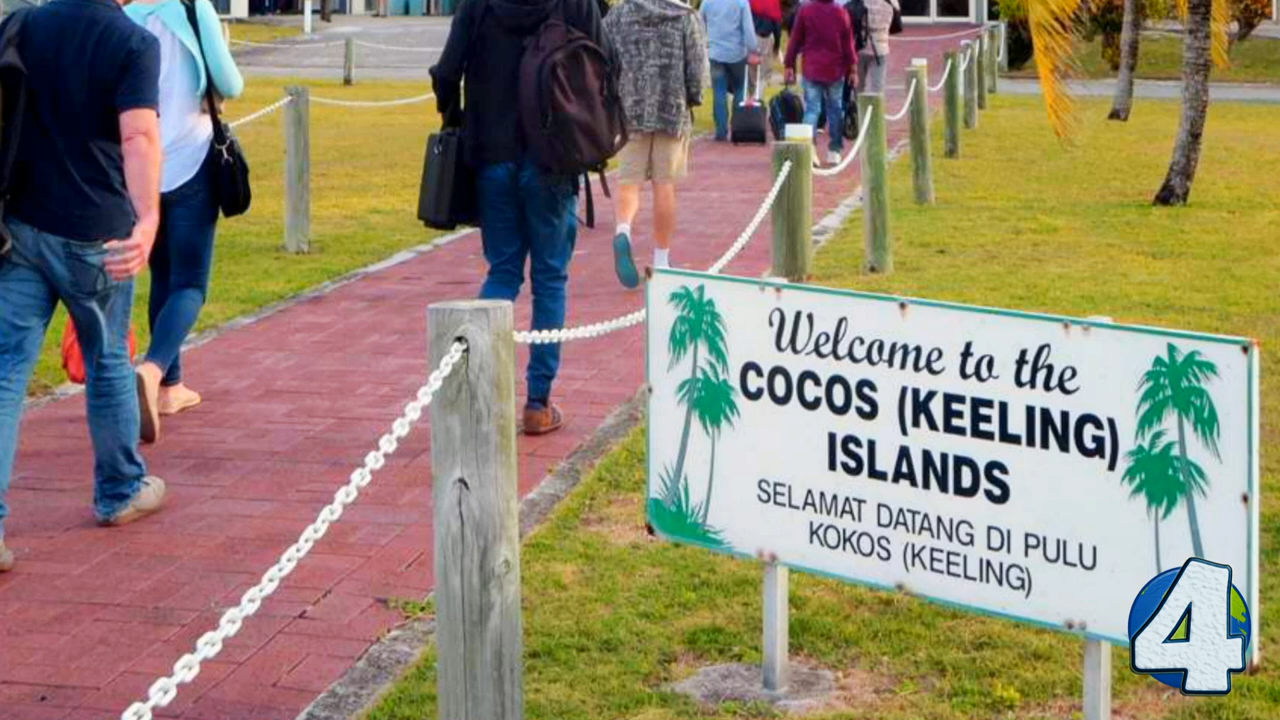 Welcome to the
COCOS (KEELING)
ISLANDS
SELAMAT DATANG DI PULU
KOKOS (KEELING)
4